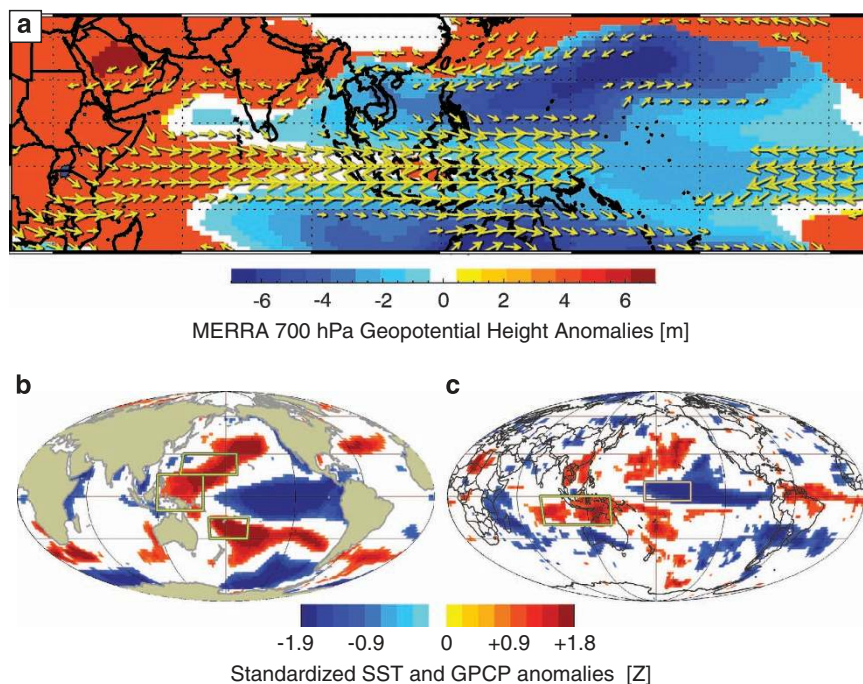 a
-6 -4 -2 0 2 4 6
MERRA 700 hPa Geopotential Height Anomalies [m]
b c
-1.9 -0.9 0 +0.9 +1.8
Standardized SST and GPCP anomalies [Z]